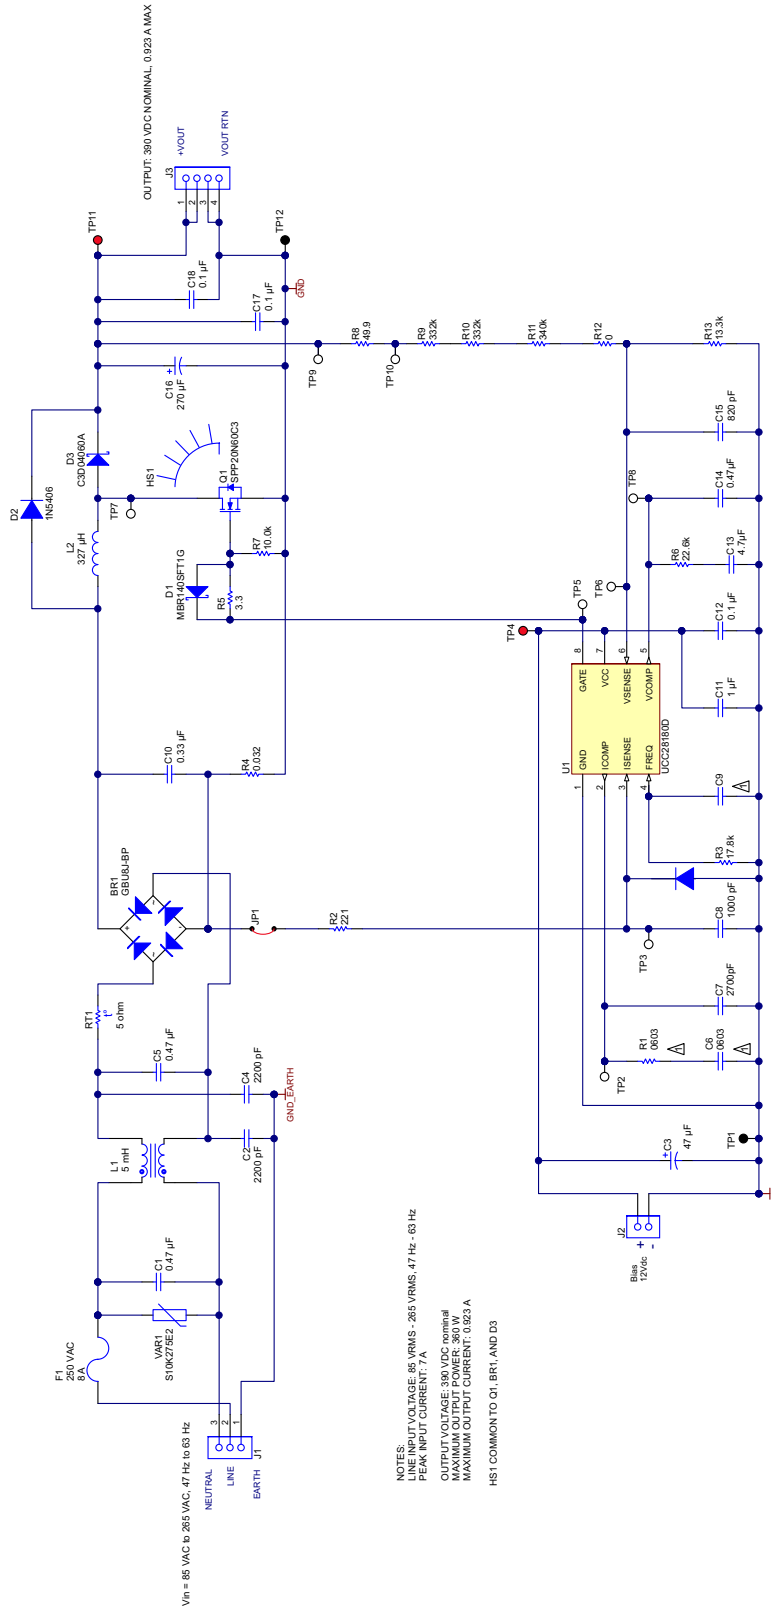 Vin = 85 VAC to 265 VAC, 47 Hz to 63 Hz
NEUTRAL
LINE
EARTH
3
2
1
J1
F1
250 VAC
8 A
VAR1
S10K275E2
C1
0.47 µF
L1
5 mH
C2
2200 pF
C4
2200 pF
GND_EARTH
C5
0.47 µF
RT1
t°
5 ohm
BR1
GBU8J-BP
+
~
-
~
JP1
R2
221
C10
0.33 µF
R4
0.032
L2
327 µH
D2
1N5406
D3
C3D04060A
TP7
HS1
Q1
SPP20N60C3
D1
MBR140SFT1G
R5
3.3
R7
10.0k
C16
+
270 µF
C17
0.1 µF
C18
0.1 µF
GND
TP11
TP12
OUTPUT: 390 VDC NOMINAL, 0.923 A MAX
J3
1
2
3
4
+VOUT
VOUT RTN
TP9
R8
49.9
TP10
R9
332k
R10
332k
R11
340k
R12
0
R13
13.3k
NOTES:
LINE INPUT VOLTAGE: 85 VRMS - 265 VRMS, 47 Hz - 63 Hz
PEAK INPUT CURRENT: 7 A
OUTPUT VOLTAGE: 390 VDC nominal
MAXIMUM OUTPUT POWER: 360 W
MAXIMUM OUTPUT CURRENT: 0.923 A
HS1 COMMON TO Q1, BR1, AND D3
J2
+
-
Bias
12Vdc
C3
+
47 µF
TP1
TP2
R1
0603
1
C6
0603
1
C7
2700pF
TP3
C8
1000 pF
R3
17.8k
C9
1
U1
UCC28180D
1
GND
2
ICOMP
3
ISENSE
4
FREQ
GATE
8
VCC
7
VSENSE
6
VCOMP
5
TP4
TP5
TP6
TP8
C11
1 µF
C12
0.1 µF
R6
22.6k
C13
4.7µF
C14
0.47µF
C15
820 pF